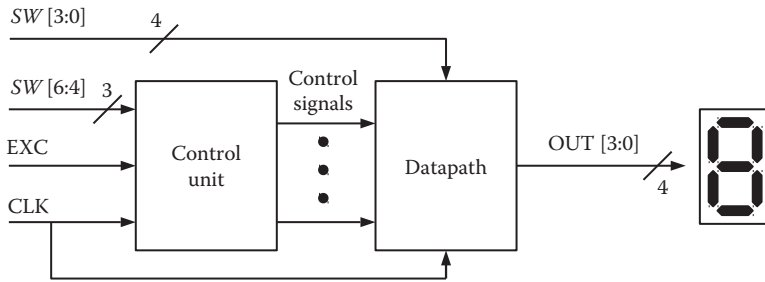 SW [3:0]
4
SW [6:4]
3
EXC
CLK
Control
unit
Control
signals
Datapath
OUT [3:0]
4